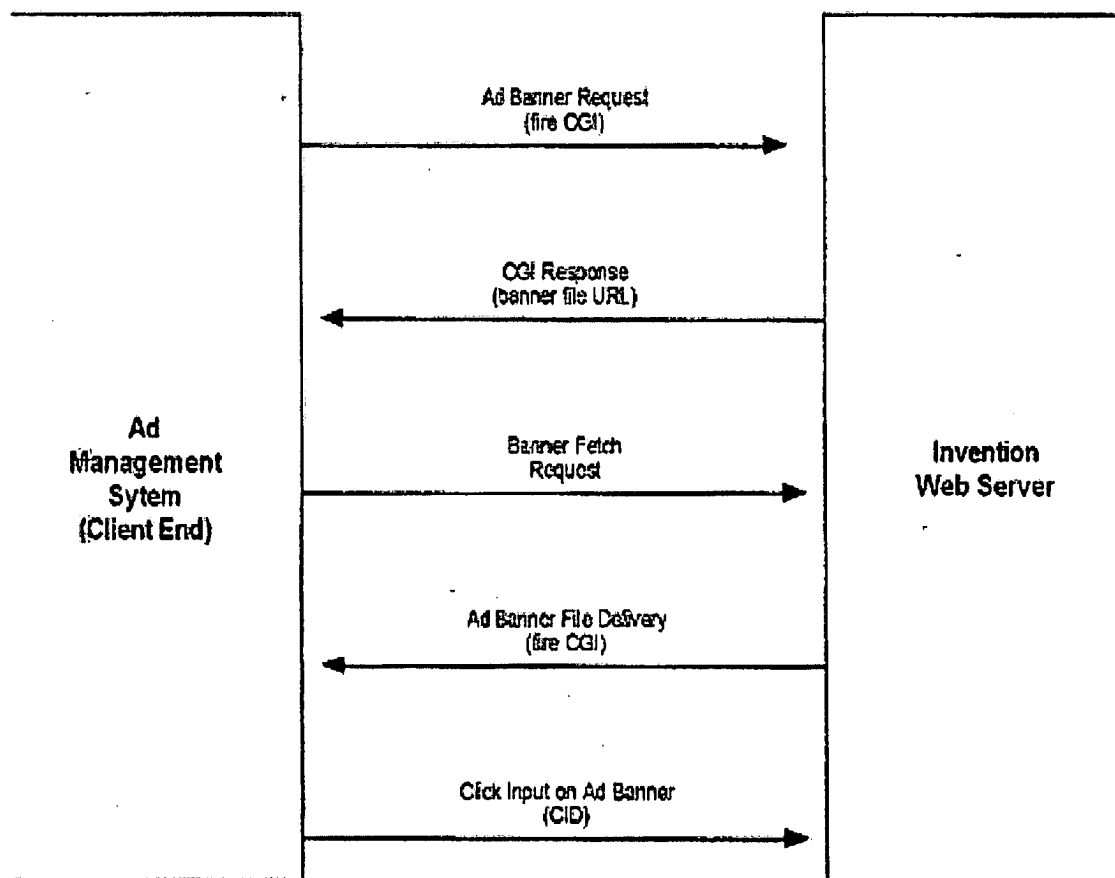 Ad Banner Request
(fire CGI)
CGI Response
(banner file URL)
Ad
Management
Sytem
(Client End)
Banner Fetch
Request
Invention
Web Server
Ad Banner File Delivery
(fire CGI)
Click Input on Ad Banner
(CID)